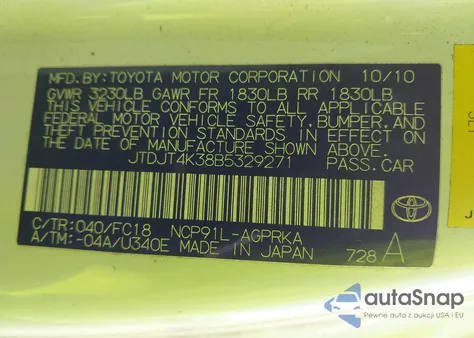 MFD.BY:TOYOTA MOTOR CORPORATION 10/10
GVWR 3230LB GAWR FR 1830LB RR 1830LB
THIS VEHICLE CONFORMS TO ALL APPLICABLE
FEDERAL MOTOR VEHICLE SAFETY, BUMPER, AND
THEFT PREVENTION STANDARDS IN EFFECT ON
THE DATE OF MANUFACTURE SHOWN ABOVE.
JTDJT4K38B5329271 PASS.CAR
C/TR:040/FC18 NCP91L-AGPRKA
A/TM:-04A/U340E MADE IN JAPAN 728 A
TOYOTA
autoSnap
Pewne auta z aukcji USA i EU